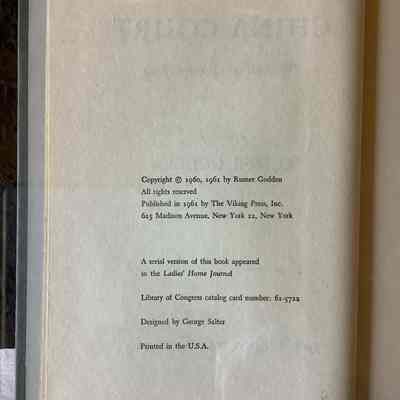 Copyright © 1960, 1961 by Rumer Godden
All rights reserved
Published in 1961 by The Viking Press, Inc.
625 Madison Avenue, New York 22, New York
A serial version of this book appeared
in the Ladies' Home Journal
Library of Congress catalog card number: 61-5722
Designed by George Salter
Printed in the U.S.A.